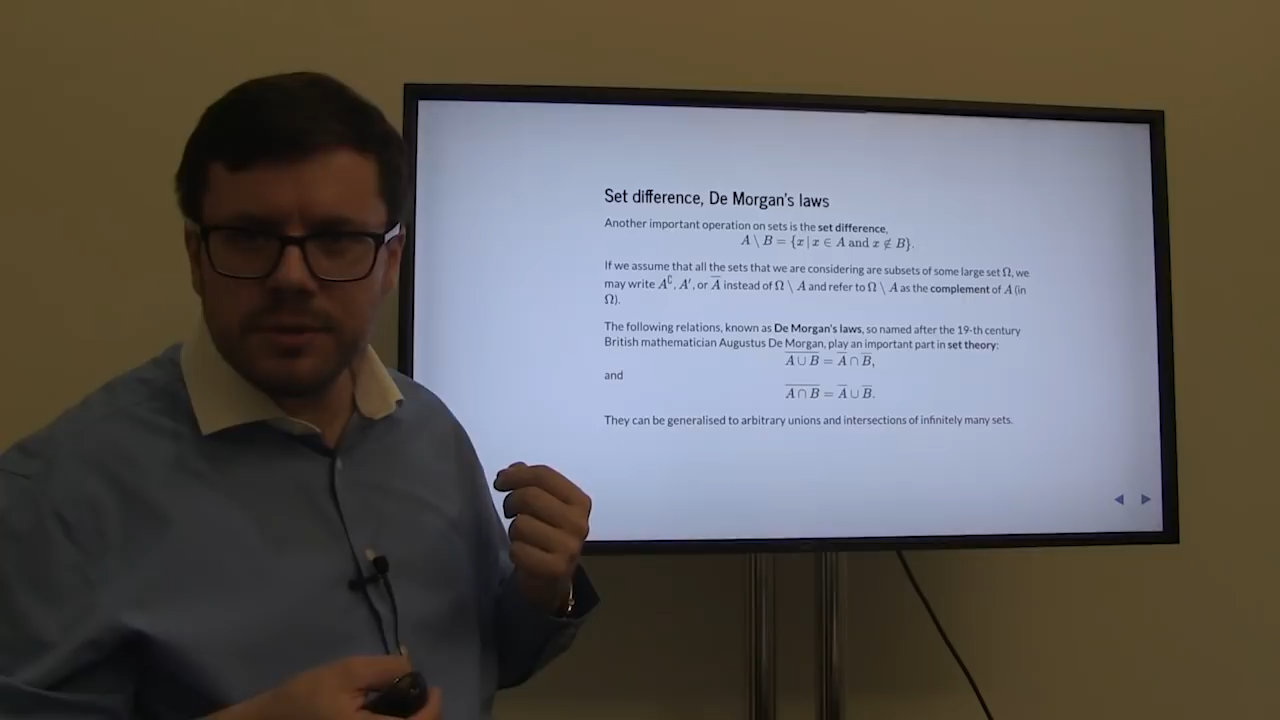 Set difference, De Morgan's laws
Another important operation on sets is the set difference,
A \ B = {x | x ∈ A and x ∉ B}.
If we assume that all the sets that we are considering are subsets of some large set Ω, we
may write A^∁, A′, or A̅ instead of Ω \ A and refer to Ω \ A as the complement of A (in
Ω).
The following relations, known as De Morgan's laws, so named after the 19-th century
British mathematician Augustus De Morgan, play an important part in set theory:
A̅ ̅∪̅ ̅B̅ = A̅ ∩ B̅,
and
A̅ ̅∩̅ ̅B̅ = A̅ ∪ B̅.
They can be generalised to arbitrary unions and intersections of infinitely many sets.